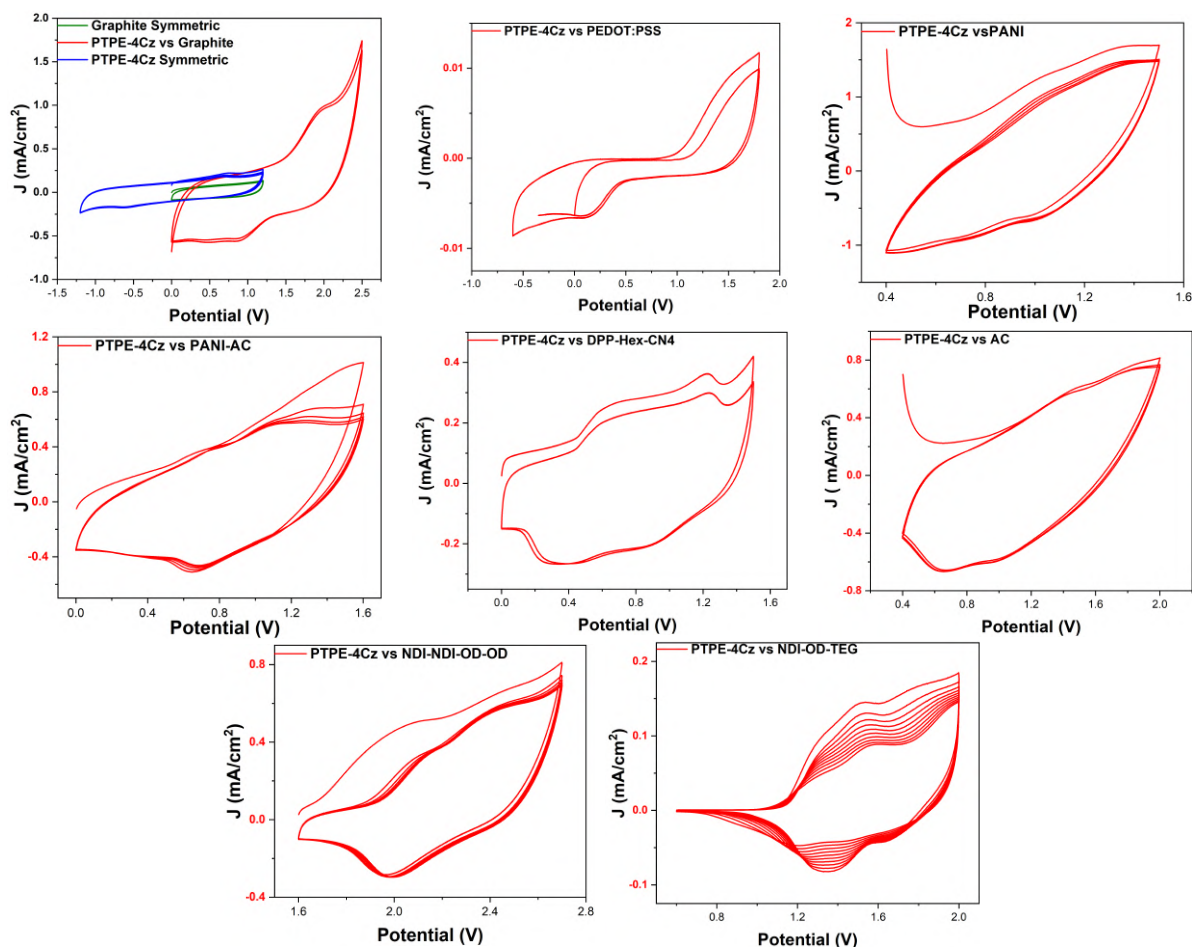 Graphite Symmetric
PTPE-4Cz vs Graphite
PTPE-4Cz Symmetric
J (mA/cm²)
2.0
1.5
1.0
0.5
0.0
-0.5
-1.0
-1.5 -1.0 -0.5 0.0 0.5 1.0 1.5 2.0 2.5
Potential (V)
PTPE-4Cz vs PEDOT:PSS
J (mA/cm²)
0.01
0.00
-0.01
-1.0 -0.5 0.0 0.5 1.0 1.5 2.0
Potential (V)
PTPE-4Cz vsPANI
J (mA/cm²)
2
1
0
-1
0.4 0.8 1.2 1.6
Potential (V)
PTPE-4Cz vs PANI-AC
J (mA/cm²)
1.2
0.8
0.4
0.0
-0.4
0.0 0.4 0.8 1.2 1.6
Potential (V)
PTPE-4Cz vs DPP-Hex-CN4
J (mA/cm²)
0.4
0.2
0.0
-0.2
0.0 0.4 0.8 1.2 1.6
Potential (V)
PTPE-4Cz vs AC
J ( mA/cm²)
0.8
0.4
0.0
-0.4
-0.8
0.4 0.8 1.2 1.6 2.0
Potential (V)
PTPE-4Cz vs NDI-NDI-OD-OD
J (mA/cm²)
0.8
0.4
0.0
-0.4
1.6 2.0 2.4 2.8
Potential (V)
PTPE-4Cz vs NDI-OD-TEG
J (mA/cm²)
0.2
0.1
0.0
-0.1
0.8 1.2 1.6 2.0
Potential (V)